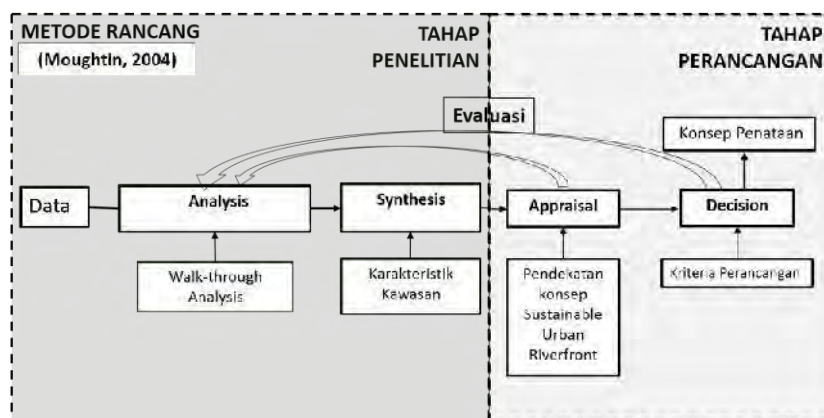 METODE RANCANG
(Moughtin, 2004)
TAHAP
PENELITIAN
TAHAP
PERANCANGAN
Evaluasi
Konsep Penataan
Data
Analysis
Synthesis
Appraisal
Decision
Walk-through
Analysis
Karakteristik
Kawasan
Pendekatan
konsep
Sustainable
Urban
Riverfront
Kriteria Perancangan